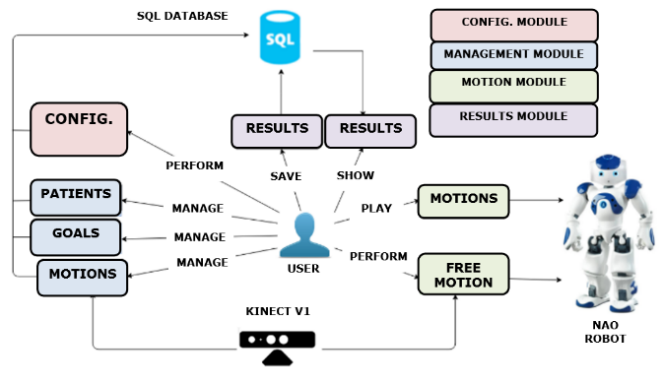 SQL DATABASE
SQL
CONFIG. MODULE
MANAGEMENT MODULE
MOTION MODULE
RESULTS MODULE
CONFIG.
RESULTS
RESULTS
PERFORM
SAVE
SHOW
PATIENTS
MANAGE
PLAY
MOTIONS
GOALS
MANAGE
MOTIONS
MANAGE
USER
PERFORM
FREE
MOTION
KINECT V1
NAO
ROBOT